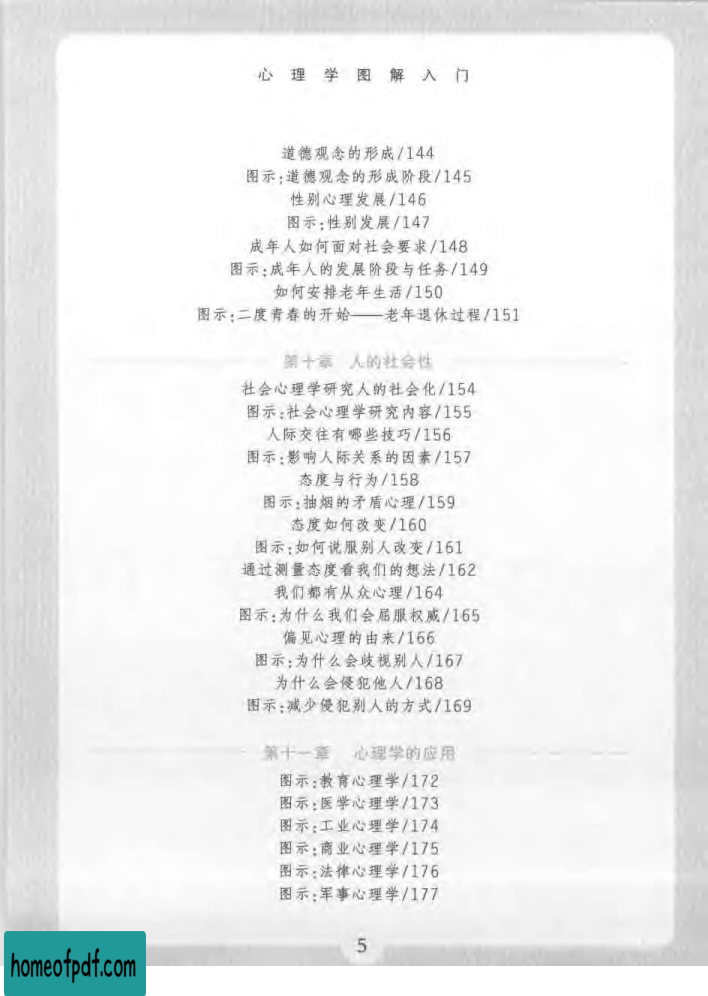 心理学图解入门
道德观念的形成/144
图示:道德观念的形成阶段/145
性别心理发展/146
图示:性别发展/147
成年人如何面对社会要求/148
图示:成年人的发展阶段与任务/149
如何安排老年生活/150
图示:二度青春的开始——老年退休过程/151
第十章 人的社会性
社会心理学研究人的社会化/154
图示:社会心理学研究内容/155
人际交往有哪些技巧/156
图示:影响人际关系的因素/157
态度与行为/158
图示:抽烟的矛盾心理/159
态度如何改变/160
图示:如何说服别人改变/161
通过测量态度看我们的想法/162
我们都有从众心理/164
图示:为什么我们会屈服权威/165
偏见心理的由来/166
图示:为什么会歧视别人/167
为什么会侵犯他人/168
图示:减少侵犯别人的方式/169
第十一章 心理学的应用
图示:教育心理学/172
图示:医学心理学/173
图示:工业心理学/174
图示:商业心理学/175
图示:法律心理学/176
图示:军事心理学/177
5
homeofpdf.com